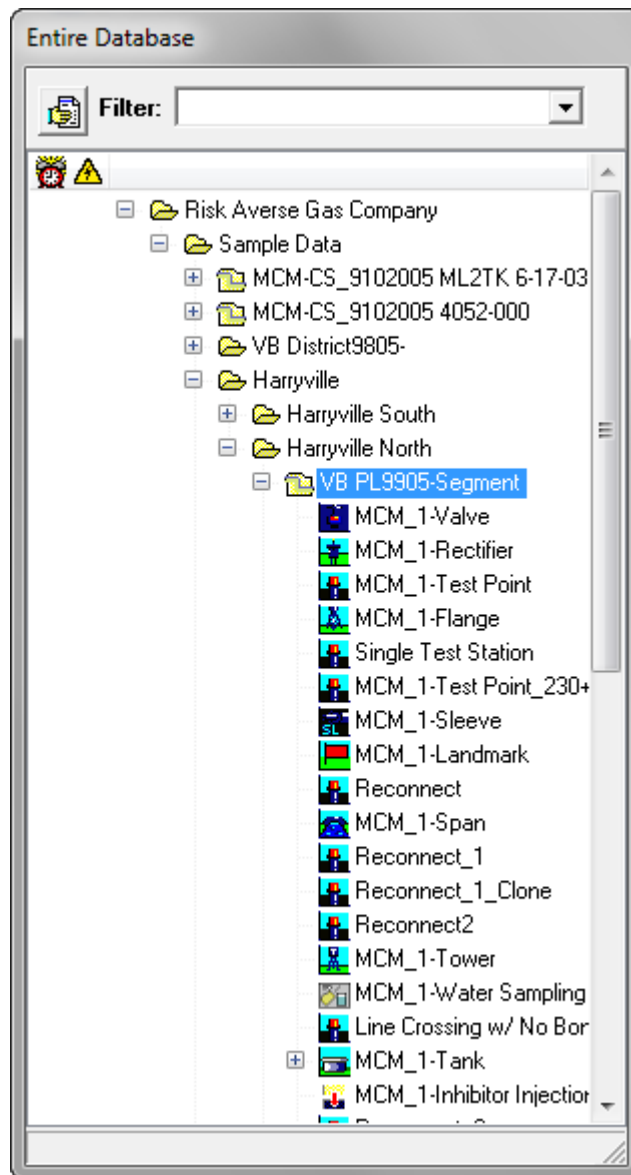 Entire Database
Filter:
Risk Averse Gas Company
Sample Data
MCM-CS_9102005 ML2TK 6-17-03
MCM-CS_9102005 4052-000
VB District9805-
Harryville
Harryville South
Harryville North
VB PL9905-Segment
MCM_1-Valve
MCM_1-Rectifier
MCM_1-Test Point
MCM_1-Flange
Single Test Station
MCM_1-Test Point_230+
MCM_1-Sleeve
MCM_1-Landmark
Reconnect
MCM_1-Span
Reconnect_1
Reconnect_1_Clone
Reconnect2
MCM_1-Tower
MCM_1-Water Sampling
Line Crossing w/ No Bor
MCM_1-Tank
MCM_1-Inhibitor Injection